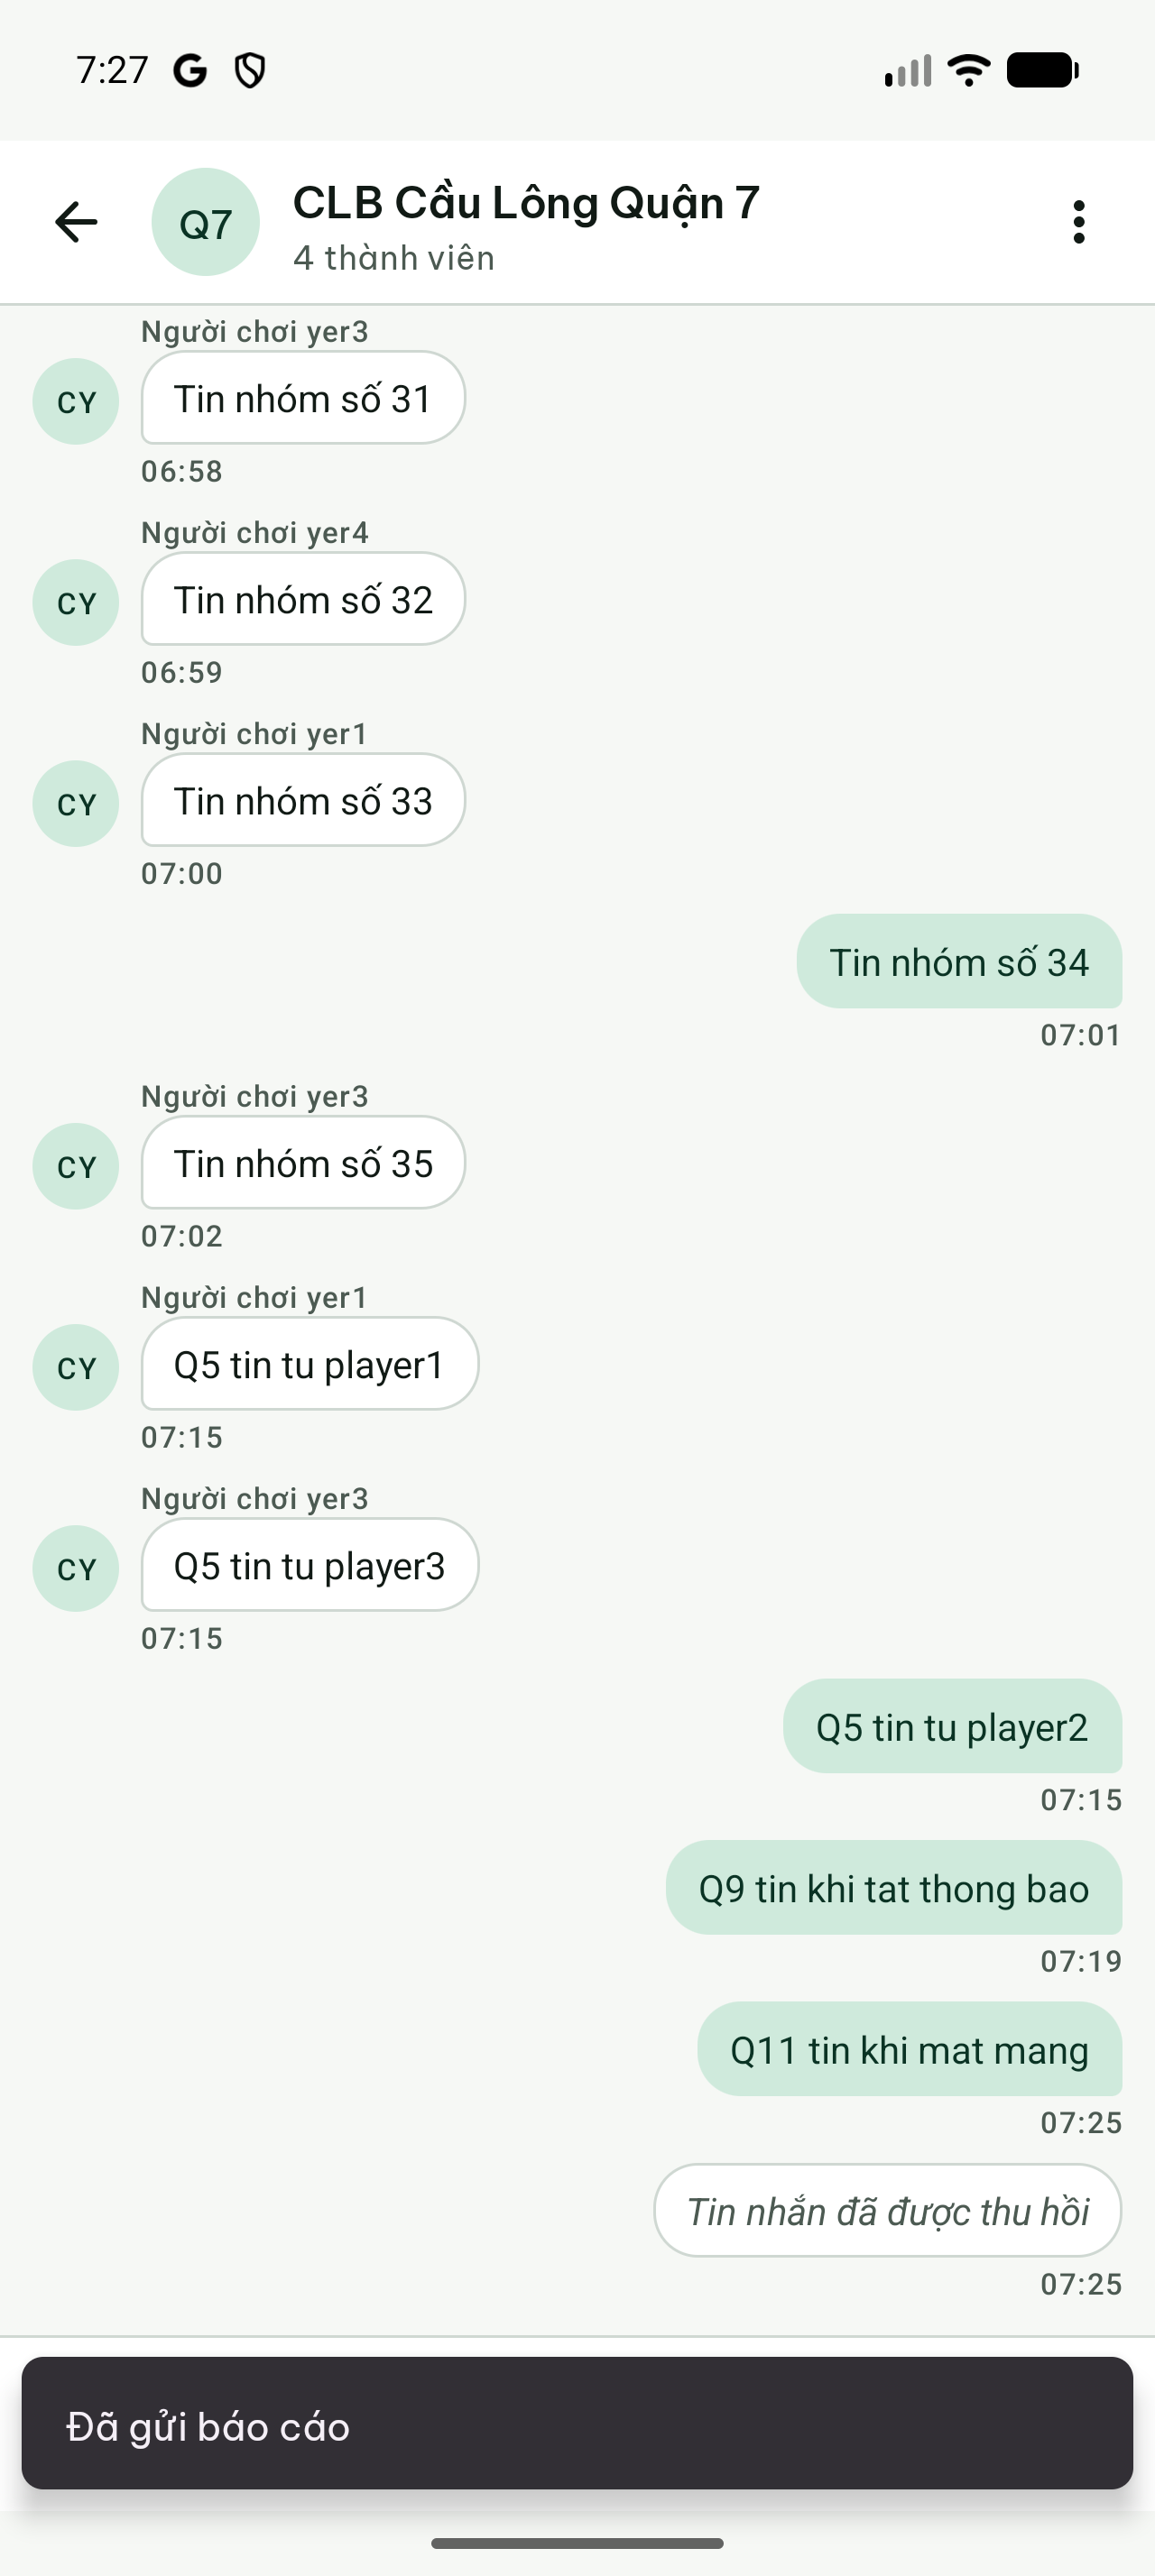 7:27
Q7
CLB Cầu Lông Quận 7
4 thành viên
Người chơi yer3
CY
Tin nhóm số 31
06:58
Người chơi yer4
CY
Tin nhóm số 32
06:59
Người chơi yer1
CY
Tin nhóm số 33
07:00
Tin nhóm số 34
07:01
Người chơi yer3
CY
Tin nhóm số 35
07:02
Người chơi yer1
CY
Q5 tin tu player1
07:15
Người chơi yer3
CY
Q5 tin tu player3
07:15
Q5 tin tu player2
07:15
Q9 tin khi tat thong bao
07:19
Q11 tin khi mat mang
07:25
Tin nhắn đã được thu hồi
07:25
Đã gửi báo cáo